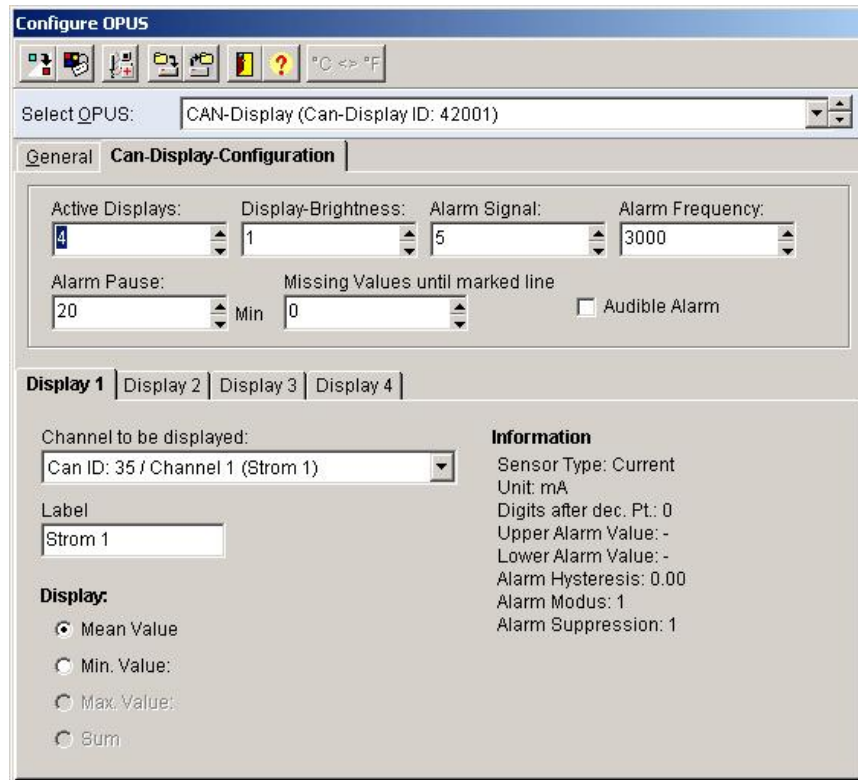 Configure OPUS
°C <> °F
Select OPUS: CAN-Display (Can-Display ID: 42001)
General Can-Display-Configuration
Active Displays: Display-Brightness: Alarm Signal: Alarm Frequency:
4 1 5 3000
Alarm Pause: Missing Values until marked line
20 Min 0 Audible Alarm
Display 1 Display 2 Display 3 Display 4
Channel to be displayed:
Can ID: 35 / Channel 1 (Strom 1)
Label
Strom 1
Display:
Mean Value
Min. Value:
Max. Value:
Sum
Information
Sensor Type: Current
Unit: mA
Digits after dec. Pt.: 0
Upper Alarm Value: -
Lower Alarm Value: -
Alarm Hysteresis: 0.00
Alarm Modus: 1
Alarm Suppression: 1